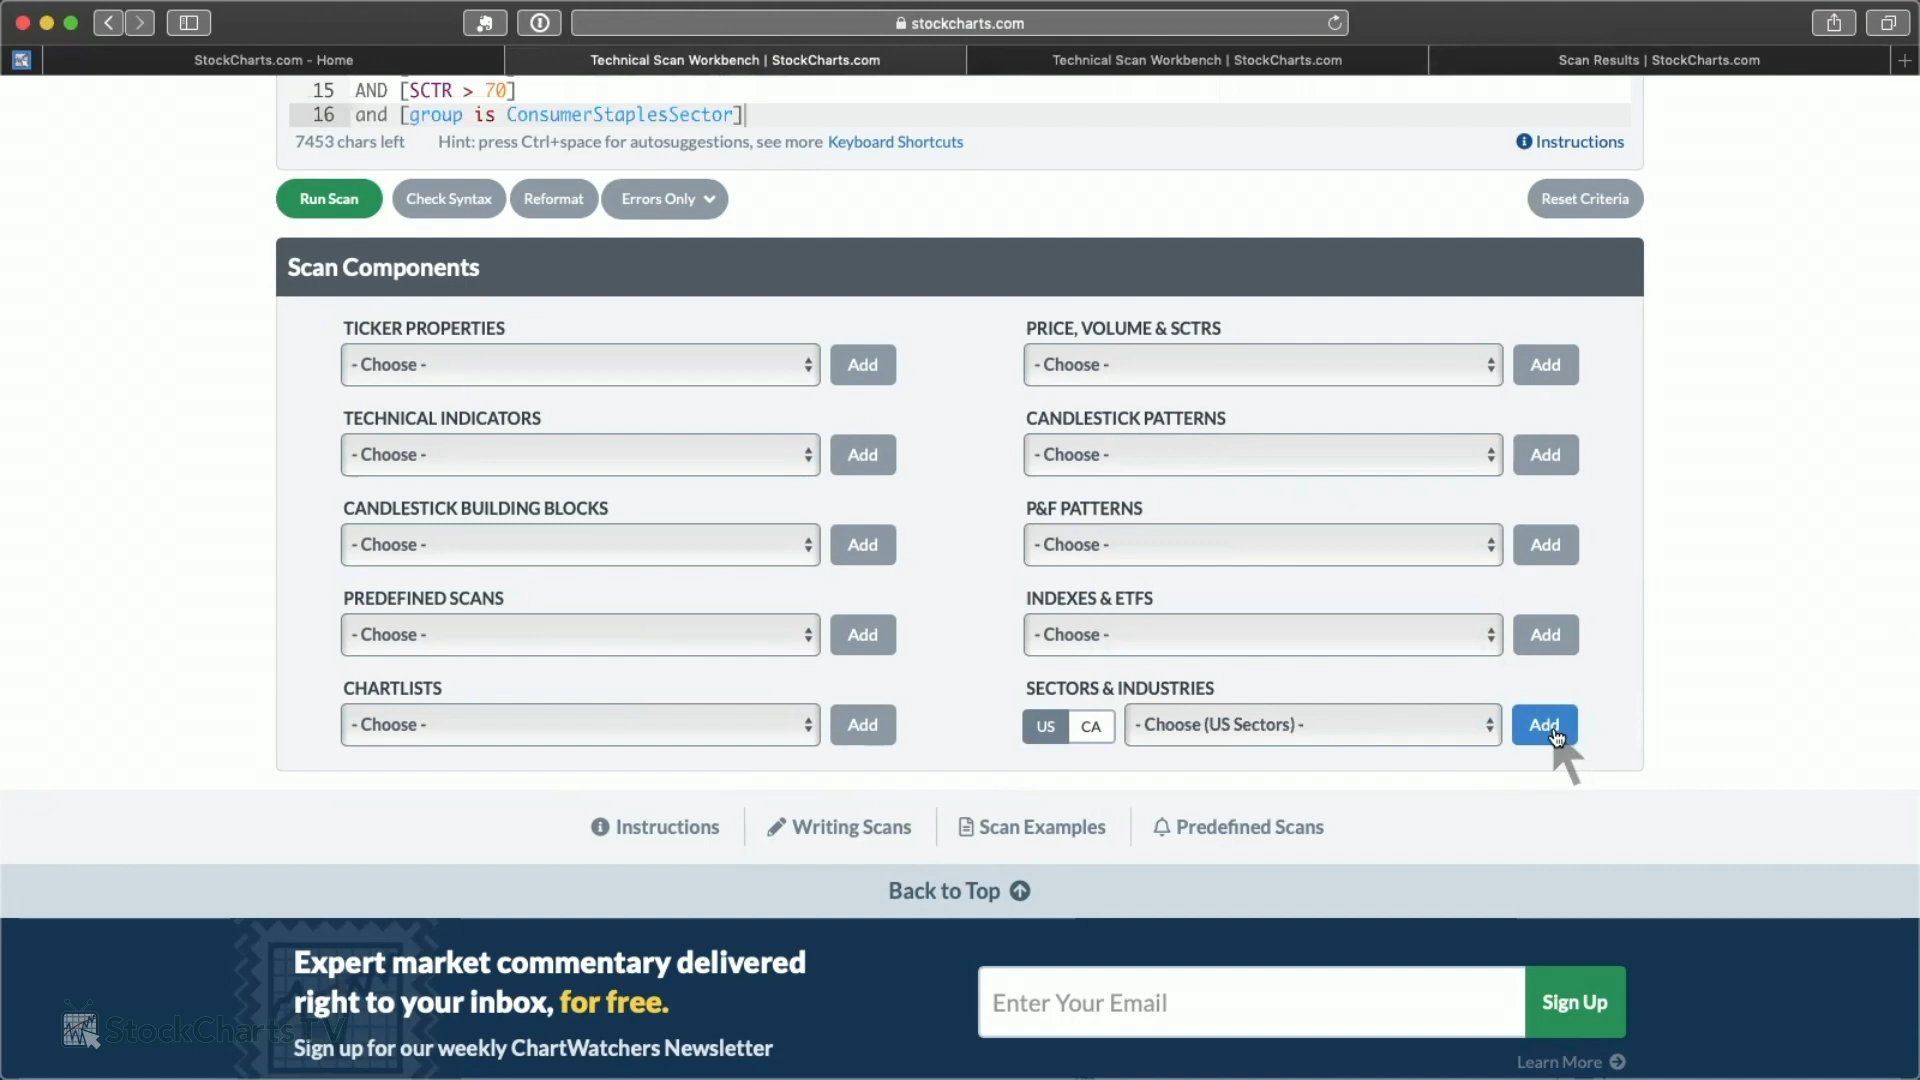 stockcharts.com
StockCharts.com - Home
Technical Scan Workbench | StockCharts.com
Technical Scan Workbench | StockCharts.com
Scan Results | StockCharts.com
15 AND [SCTR > 70]
16 and [group is ConsumerStaplesSector]
7453 chars left
Hint: press Ctrl+space for autosuggestions, see more Keyboard Shortcuts
Instructions
Run Scan
Check Syntax
Reformat
Errors Only
Reset Criteria
Scan Components
TICKER PROPERTIES
- Choose -
Add
PRICE, VOLUME & SCTRS
- Choose -
Add
TECHNICAL INDICATORS
- Choose -
Add
CANDLESTICK PATTERNS
- Choose -
Add
CANDLESTICK BUILDING BLOCKS
- Choose -
Add
P&F PATTERNS
- Choose -
Add
PREDEFINED SCANS
- Choose -
Add
INDEXES & ETFS
- Choose -
Add
CHARTLISTS
- Choose -
Add
SECTORS & INDUSTRIES
US CA
- Choose (US Sectors) -
Add
Instructions
Writing Scans
Scan Examples
Predefined Scans
Back to Top
Expert market commentary delivered
right to your inbox, for free.
Sign up for our weekly ChartWatchers Newsletter
Enter Your Email
Sign Up
Learn More
StockCharts TV